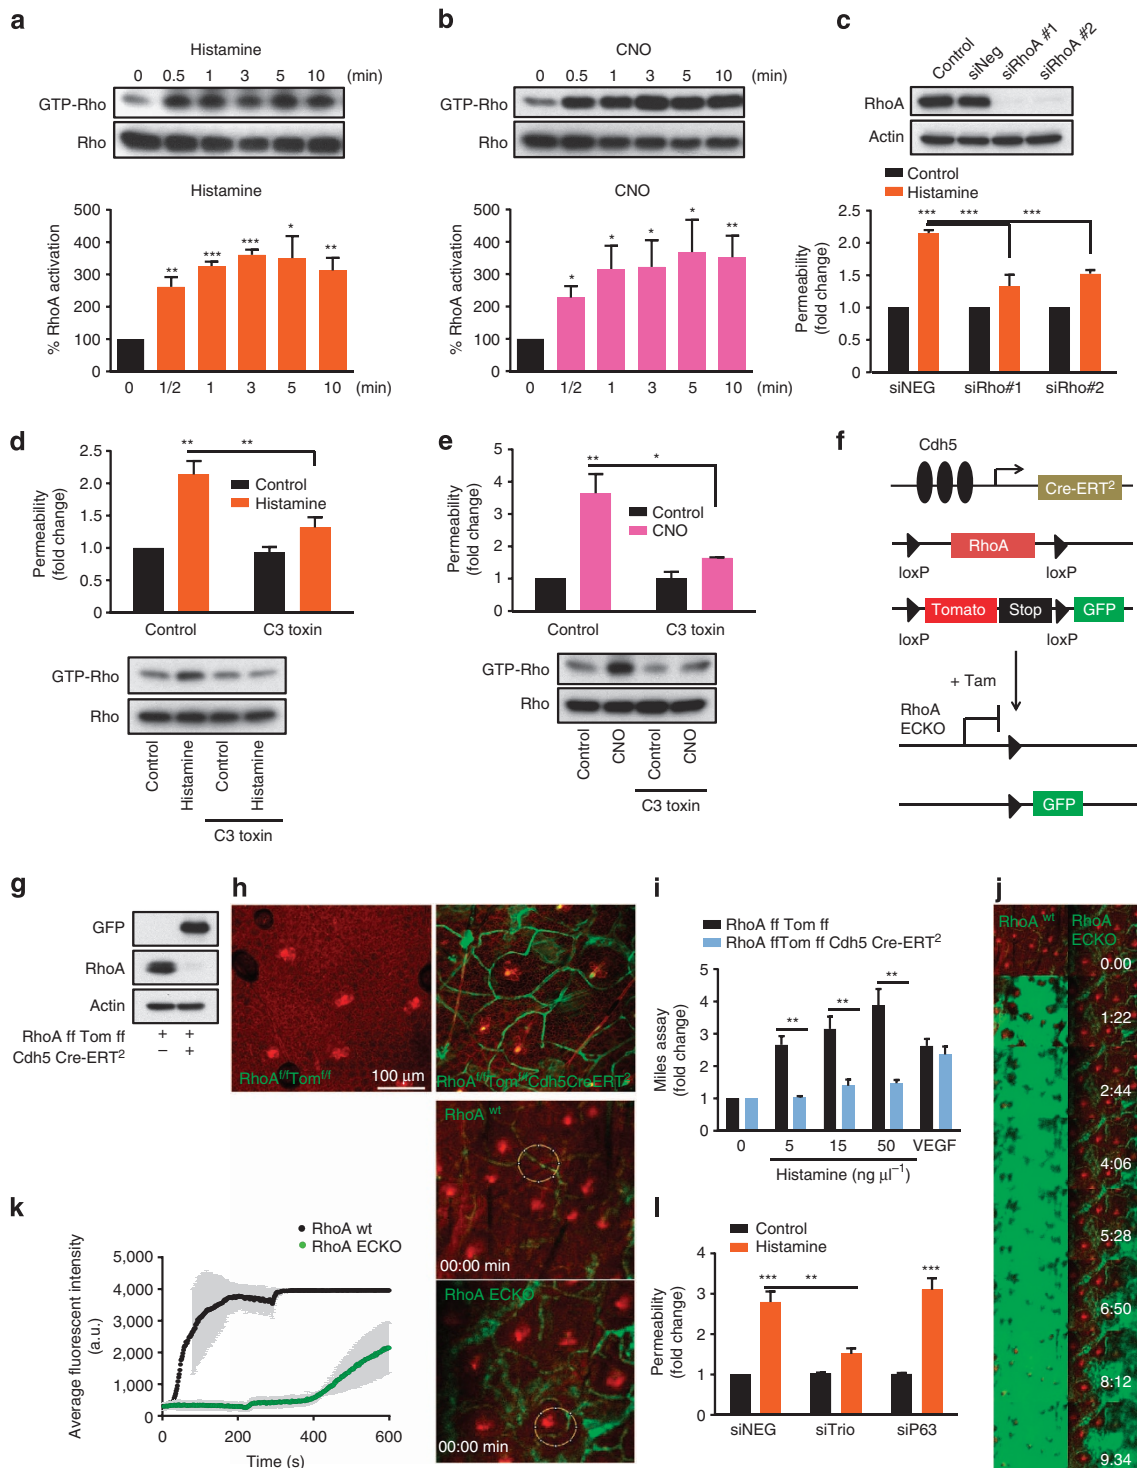 a
Histamine
0 0.5 1 3 5 10 (min)
GTP-Rho
Rho
Histamine
% RhoA activation
500
400
300
200
100
0
** *** *** * **
0 1/2 1 3 5 10 (min)
b
CNO
0 0.5 1 3 5 10 (min)
GTP-Rho
Rho
CNO
% RhoA activation
500
400
300
200
100
0
* * * * **
0 1/2 1 3 5 10 (min)
c
Control
siNeg
siRhoA #1
siRhoA #2
RhoA
Actin
Control
Histamine
Permeability
(fold change)
2.5
2.0
1.5
1.0
0.5
0
*** *** ***
siNEG siRho#1 siRho#2
d
Permeability
(fold change)
2.5
2.0
1.5
1.0
0.5
0
** **
Control
Histamine
Control C3 toxin
GTP-Rho
Rho
Control
Histamine
Control
Histamine
C3 toxin
e
Permeability
(fold change)
5
4
3
2
1
0
** *
Control
CNO
Control C3 toxin
GTP-Rho
Rho
Control
CNO
Control
CNO
C3 toxin
f
Cdh5
Cre-ERT²
RhoA
loxP loxP
Tomato Stop GFP
loxP loxP
+ Tam
RhoA
ECKO
GFP
g
GFP
RhoA
Actin
RhoA ff Tom ff + +
Cdh5 Cre-ERT² − +
h
RhoAf/fTomf/f
100 μm
RhoAf/fTomf/fCdh5CreERT²
RhoA wt
00:00 min
RhoA ECKO
00:00 min
i
RhoA ff Tom ff
RhoA ffTom ff Cdh5 Cre-ERT²
Miles assay
(fold change)
5
4
3
2
1
0
** ** **
0 5 15 50 VEGF
Histamine (ng μl⁻¹)
j
RhoA wt
RhoA
ECKO
0.00
1:22
2:44
4:06
5:28
6:50
8:12
9.34
k
RhoA wt
RhoA ECKO
Average fluorescent intensity
(a.u.)
5,000
4,000
3,000
2,000
1,000
0
0 200 400 600
Time (s)
l
Control
Histamine
Permeability
(fold change)
4
3
2
1
0
*** ** ***
siNEG siTrio siP63